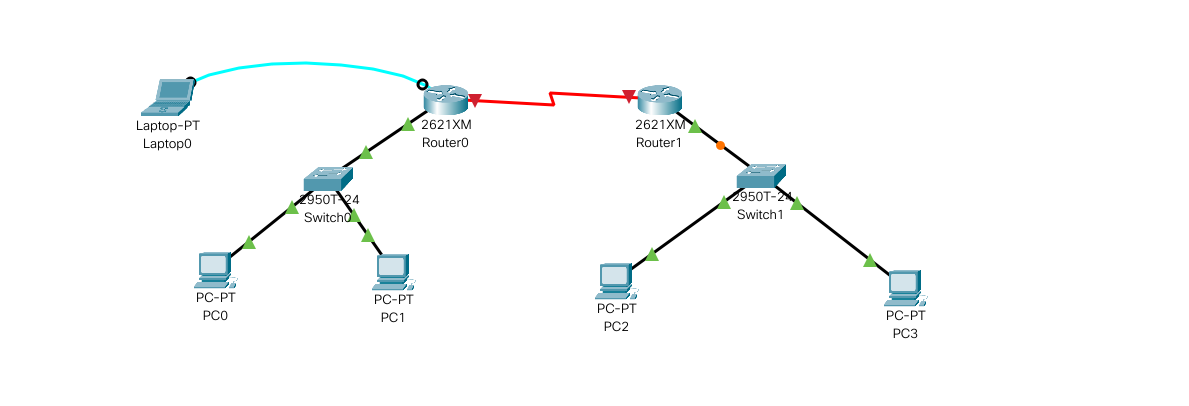 Laptop-PT
Laptop0
2621XM
Router0
2621XM
Router1
2950T-24
Switch0
2950T-24
Switch1
PC-PT
PC0
PC-PT
PC1
PC-PT
PC2
PC-PT
PC3